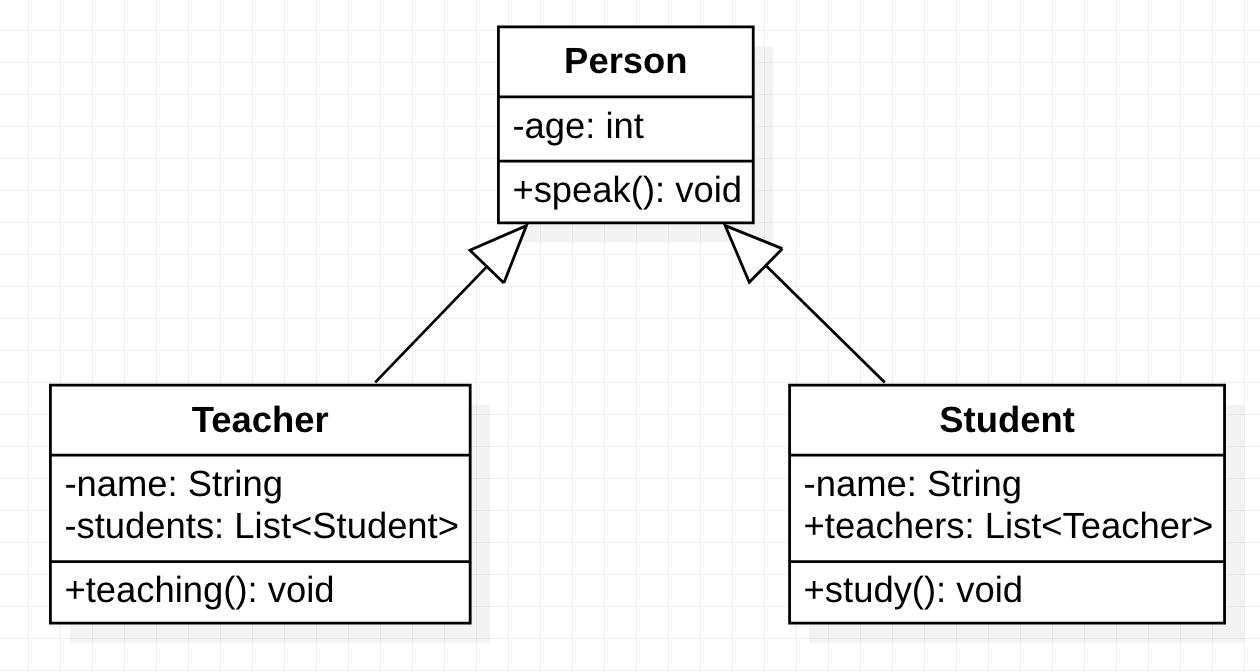 Person
-age: int
+speak(): void
Teacher
-name: String
-students: List<Student>
+teaching(): void
Student
-name: String
+teachers: List<Teacher>
+study(): void